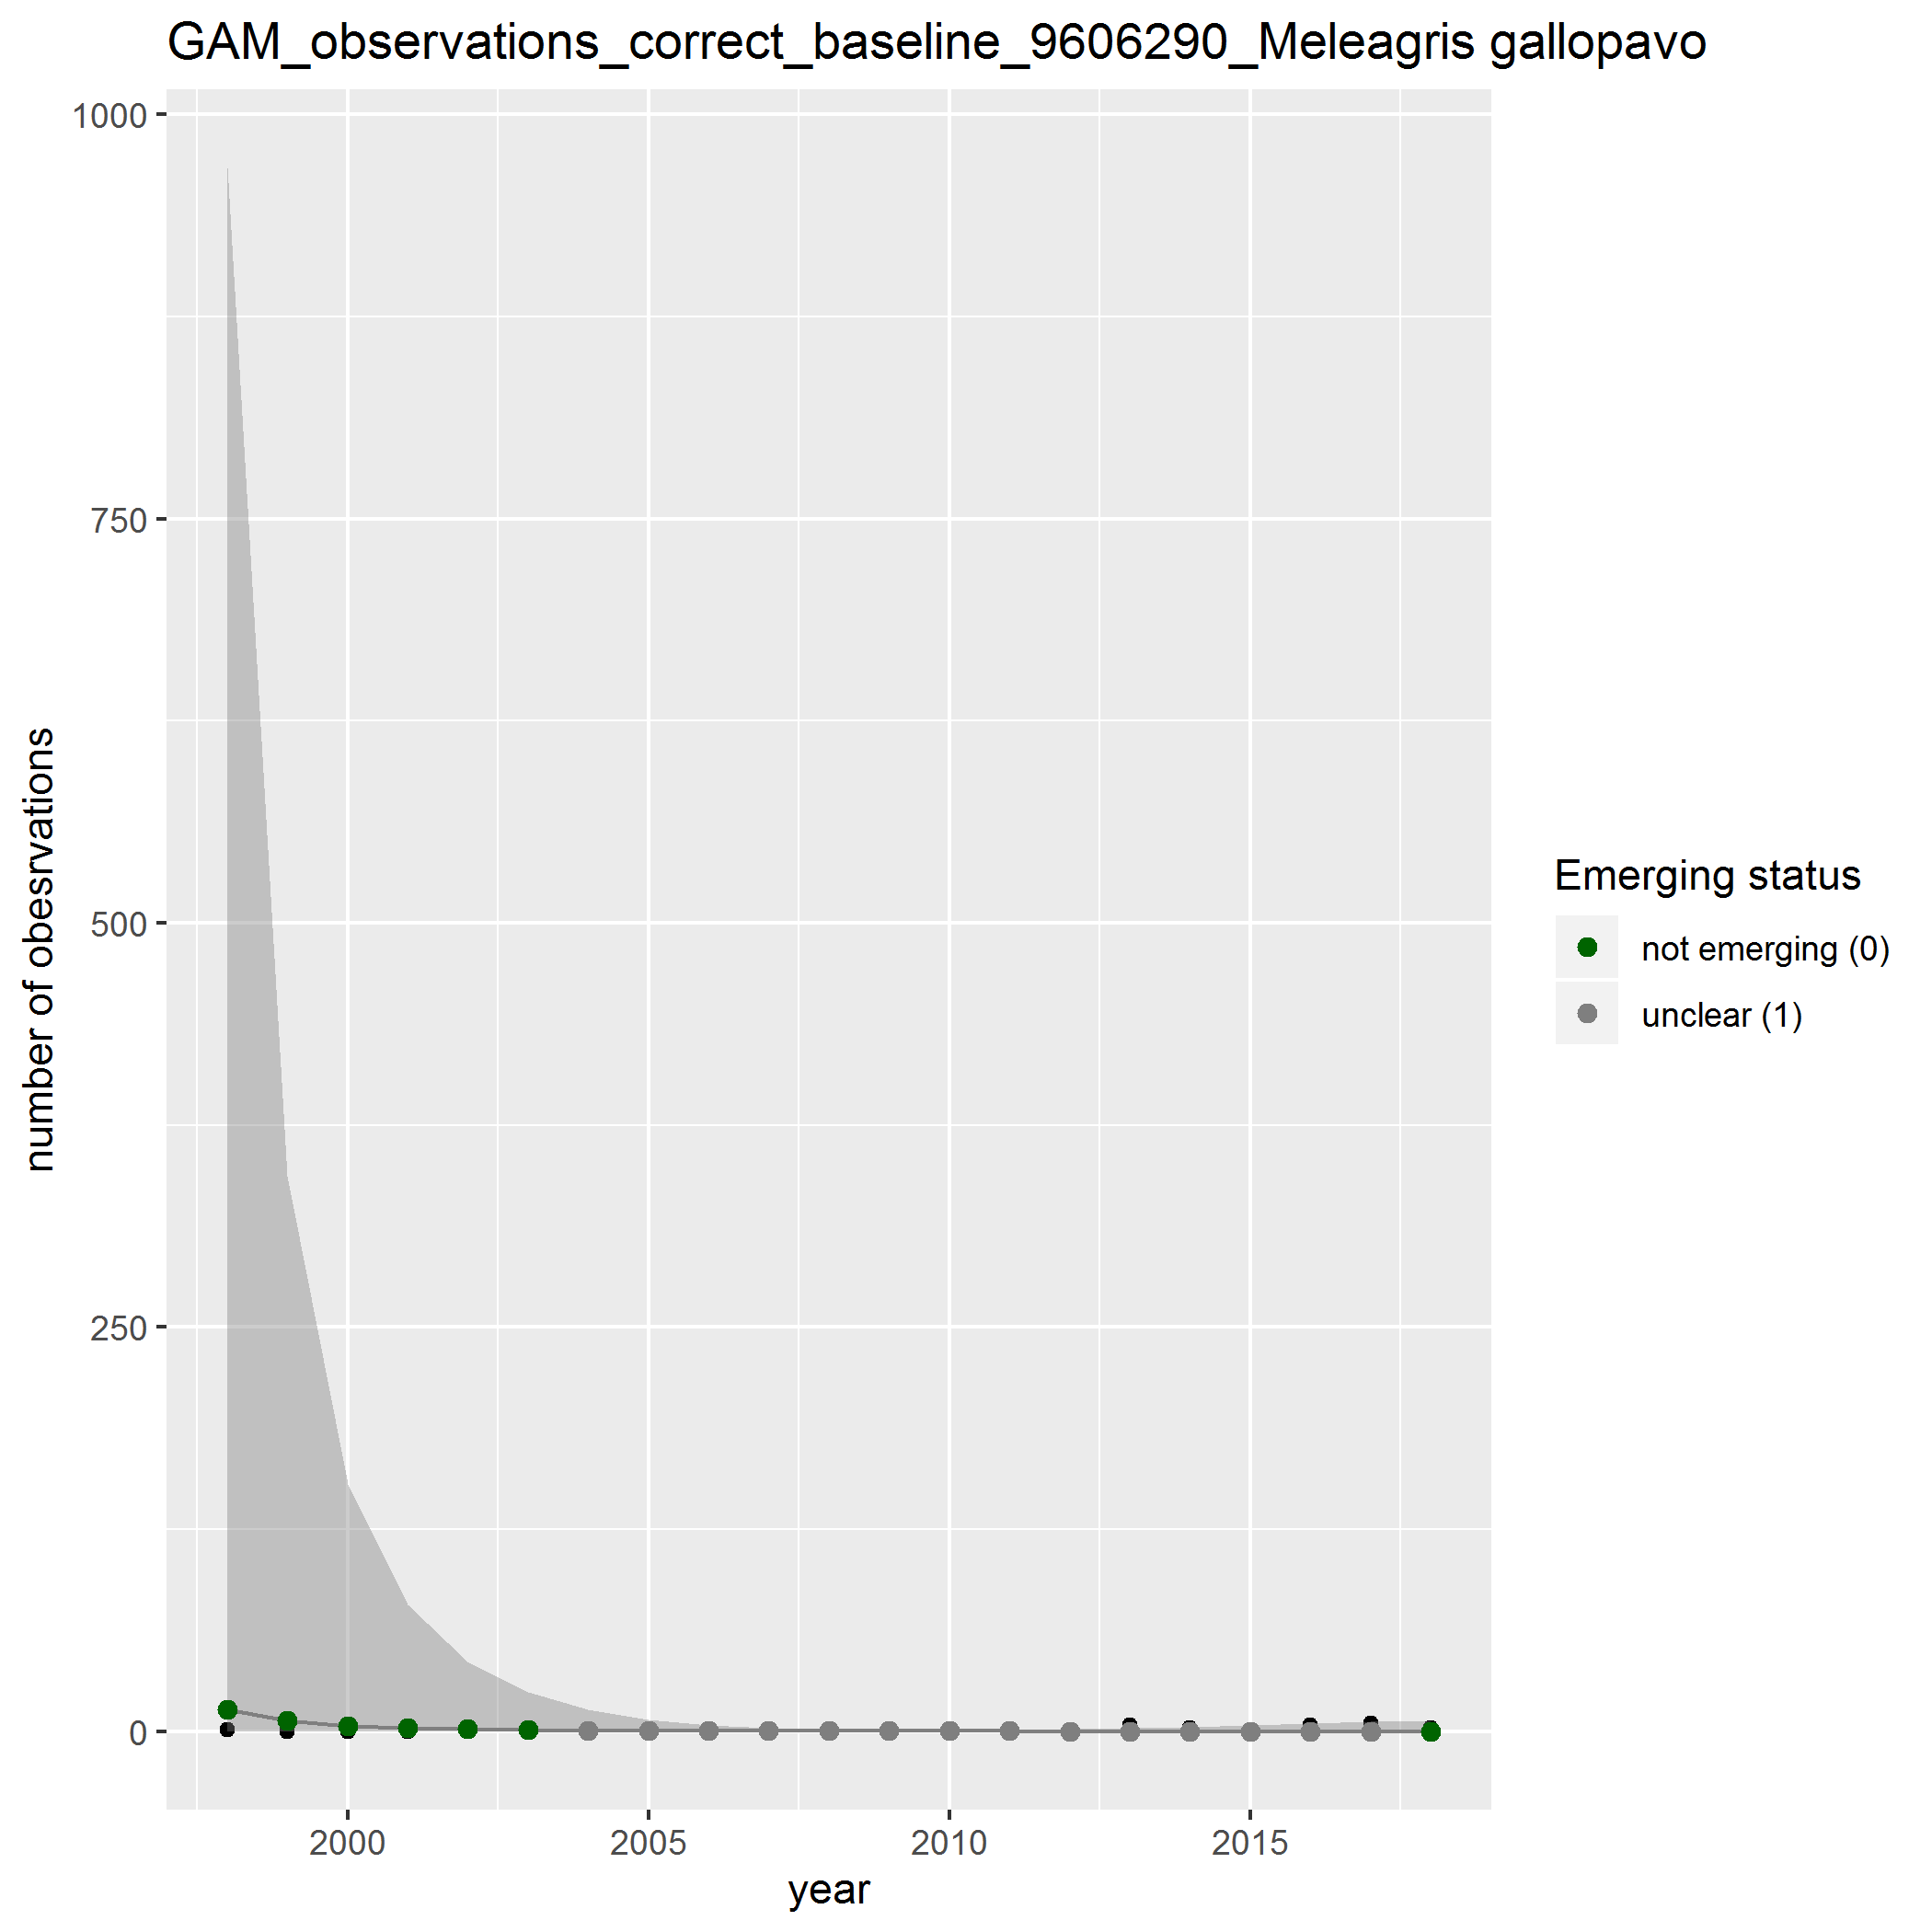 GAM_observations_correct_baseline_9606290_Meleagris gallopavo
1000
750
500
250
0
number of obesrvations
2000
2005
2010
2015
year
Emerging status
not emerging (0)
unclear (1)